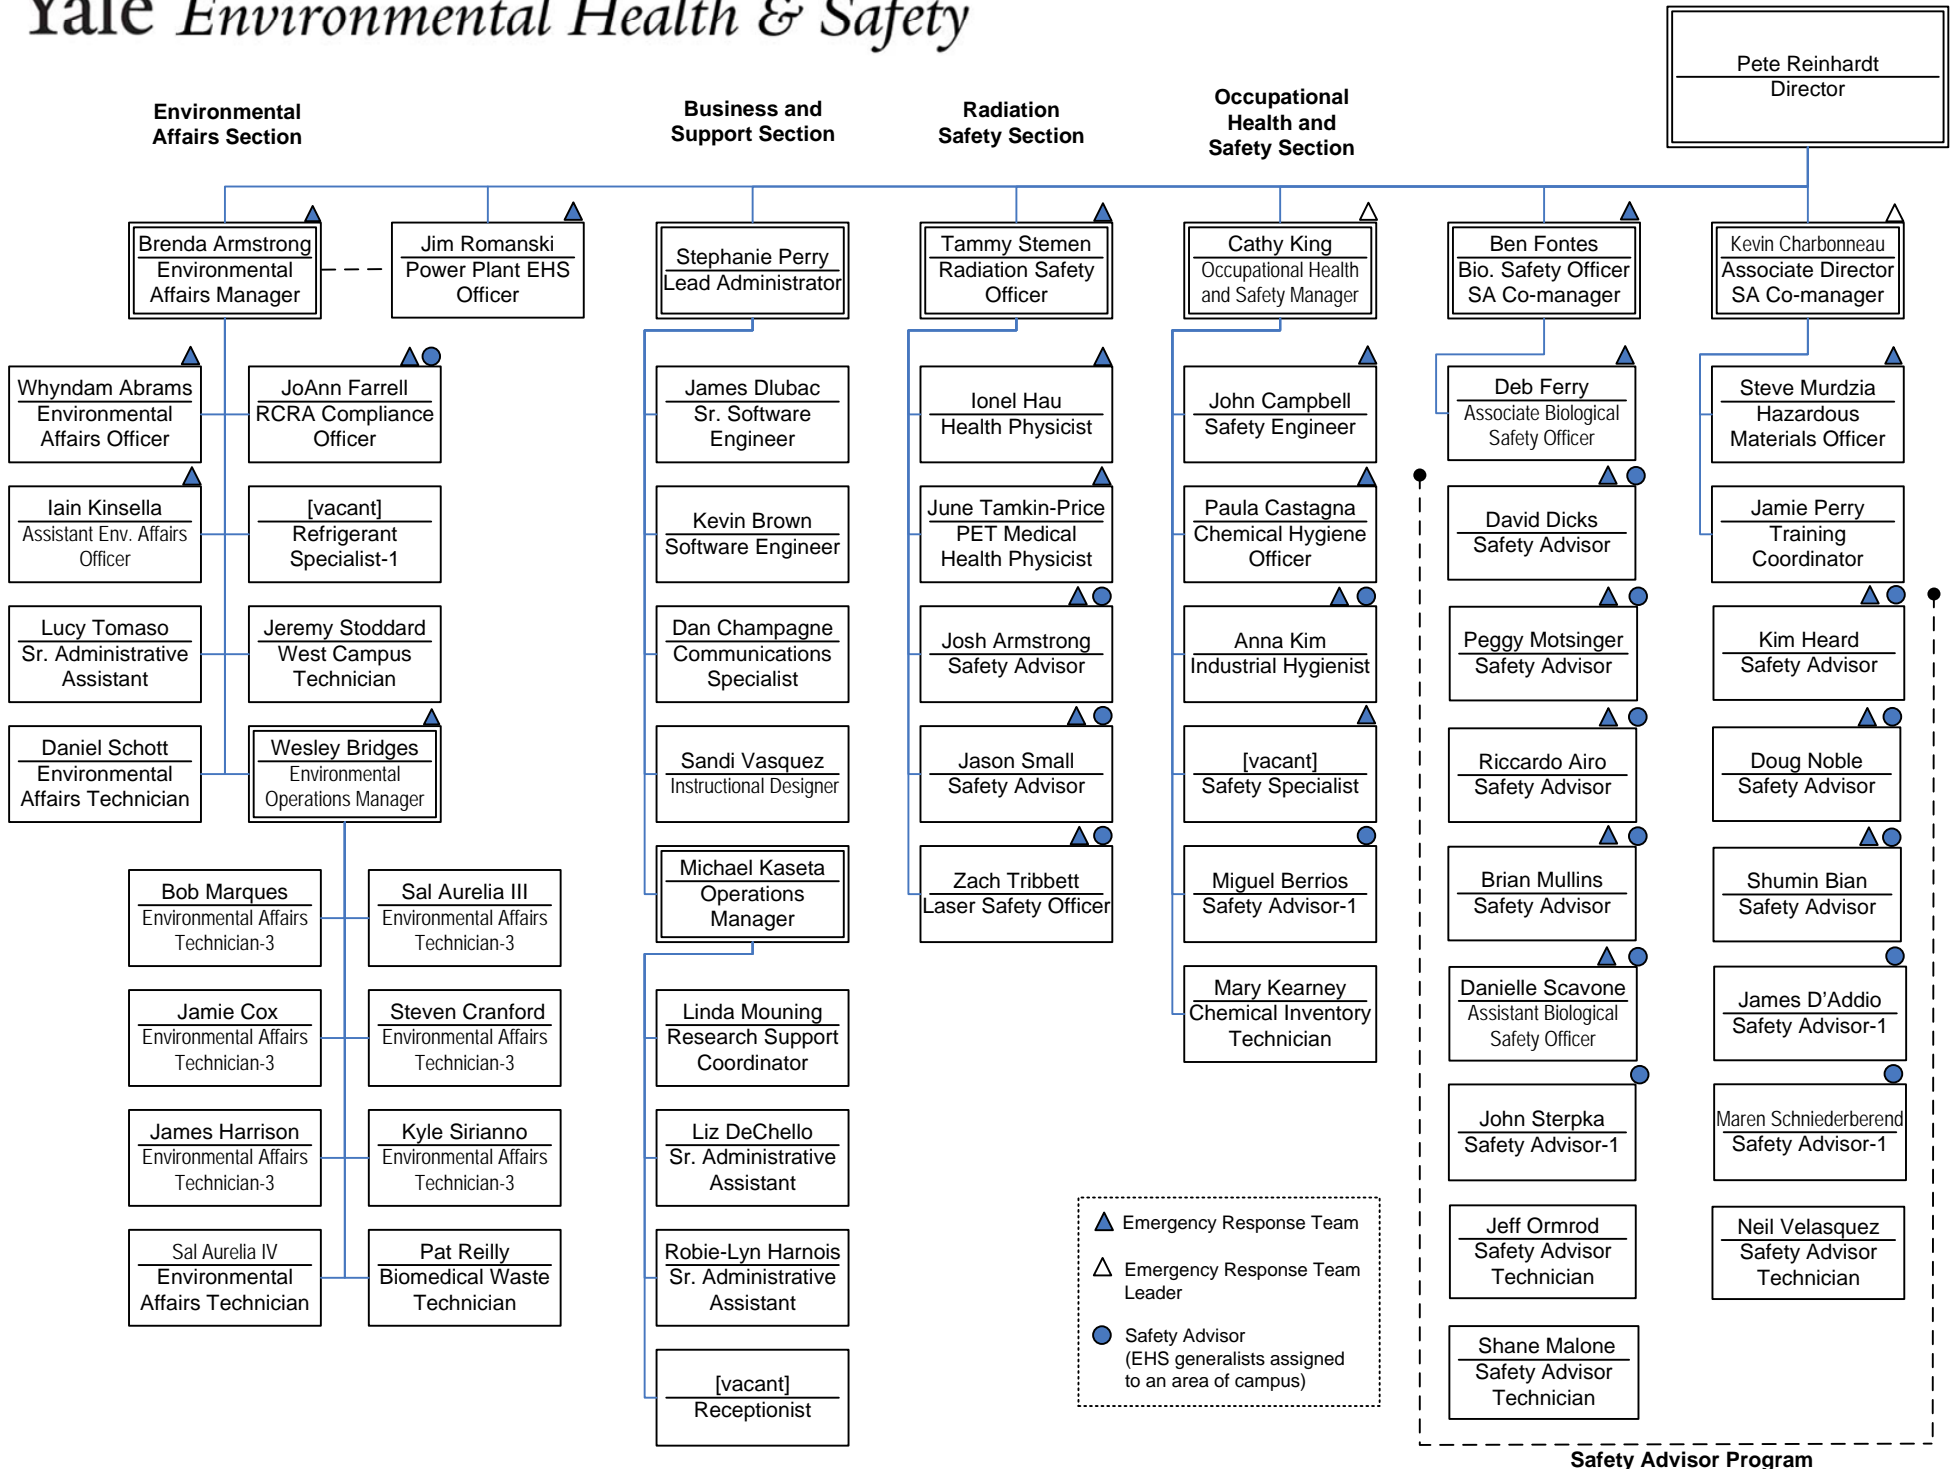 Yale Environmental Health & Safety
Pete Reinhardt
Director
Environmental
Affairs Section
Business and
Support Section
Radiation
Safety Section
Occupational
Health and
Safety Section
Brenda Armstrong
Environmental
Affairs Manager
Jim Romanski
Power Plant EHS
Officer
Stephanie Perry
Lead Administrator
Tammy Stemen
Radiation Safety
Officer
Cathy King
Occupational Health
and Safety Manager
Ben Fontes
Bio. Safety Officer
SA Co-manager
Kevin Charbonneau
Associate Director
SA Co-manager
Whyndam Abrams
Environmental
Affairs Officer
JoAnn Farrell
RCRA Compliance
Officer
Iain Kinsella
Assistant Env. Affairs
Officer
[vacant]
Refrigerant
Specialist-1
Lucy Tomaso
Sr. Administrative
Assistant
Jeremy Stoddard
West Campus
Technician
Daniel Schott
Environmental
Affairs Technician
Wesley Bridges
Environmental
Operations Manager
Bob Marques
Environmental Affairs
Technician-3
Sal Aurelia III
Environmental Affairs
Technician-3
Jamie Cox
Environmental Affairs
Technician-3
Steven Cranford
Environmental Affairs
Technician-3
James Harrison
Environmental Affairs
Technician-3
Kyle Sirianno
Environmental Affairs
Technician-3
Sal Aurelia IV
Environmental
Affairs Technician
Pat Reilly
Biomedical Waste
Technician
James Dlubac
Sr. Software
Engineer
Kevin Brown
Software Engineer
Dan Champagne
Communications
Specialist
Sandi Vasquez
Instructional Designer
Michael Kaseta
Operations
Manager
Linda Mouning
Research Support
Coordinator
Liz DeChello
Sr. Administrative
Assistant
Robie-Lyn Harnois
Sr. Administrative
Assistant
[vacant]
Receptionist
Ionel Hau
Health Physicist
June Tamkin-Price
PET Medical
Health Physicist
Josh Armstrong
Safety Advisor
Jason Small
Safety Advisor
Zach Tribbett
Laser Safety Officer
John Campbell
Safety Engineer
Paula Castagna
Chemical Hygiene
Officer
Anna Kim
Industrial Hygienist
[vacant]
Safety Specialist
Miguel Berrios
Safety Advisor-1
Mary Kearney
Chemical Inventory
Technician
Deb Ferry
Associate Biological
Safety Officer
David Dicks
Safety Advisor
Peggy Motsinger
Safety Advisor
Riccardo Airo
Safety Advisor
Brian Mullins
Safety Advisor
Danielle Scavone
Assistant Biological
Safety Officer
John Sterpka
Safety Advisor-1
Jeff Ormrod
Safety Advisor
Technician
Shane Malone
Safety Advisor
Technician
Steve Murdzia
Hazardous
Materials Officer
Jamie Perry
Training
Coordinator
Kim Heard
Safety Advisor
Doug Noble
Safety Advisor
Shumin Bian
Safety Advisor
James D'Addio
Safety Advisor-1
Maren Schniederberend
Safety Advisor-1
Neil Velasquez
Safety Advisor
Technician
Emergency Response Team
Emergency Response Team
Leader
Safety Advisor
(EHS generalists assigned
to an area of campus)
Safety Advisor Program